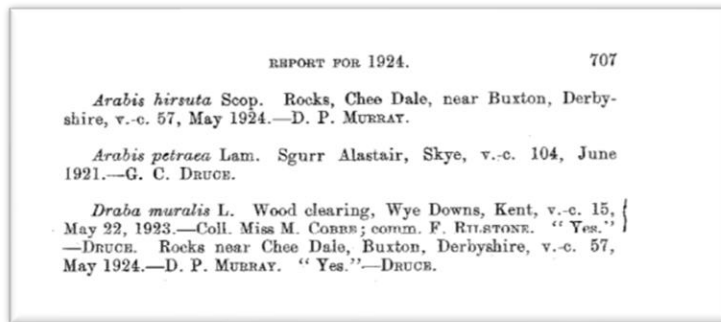 REPORT FOR 1924. 707
Arabis hirsuta Scop. Rocks, Chee Dale, near Buxton, Derby-
shire, v.-c. 57, May 1924.—D. P. MURRAY.
Arabis petraea Lam. Sgurr Alastair, Skye, v.-c. 104, June
1921.—G. C. DRUCE.
Draba muralis L. Wood clearing, Wye Downs, Kent, v.-c. 15,
May 22, 1923.—Coll. Miss M. COBBE; comm. F. RILSTONE. “ Yes.”
—DRUCE. Rocks near Chee Dale, Buxton, Derbyshire, v.-c. 57,
May 1924.—D. P. MURRAY. “ Yes.”—DRUCE.